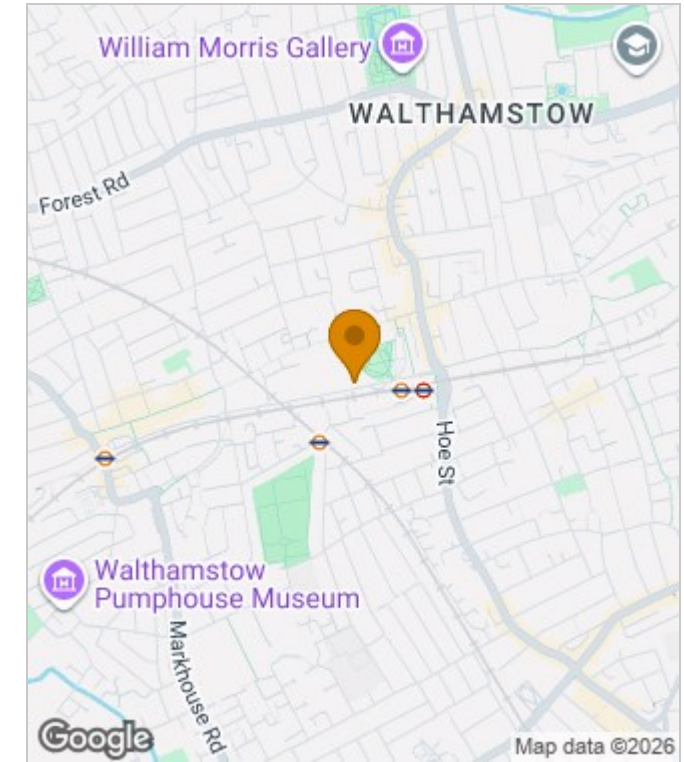 William Morris Gallery
WALTHAMSTOW
Forest Rd
Hoe St
Walthamstow
Pumphouse Museum
Markhouse Rd
Google
Map data ©2026